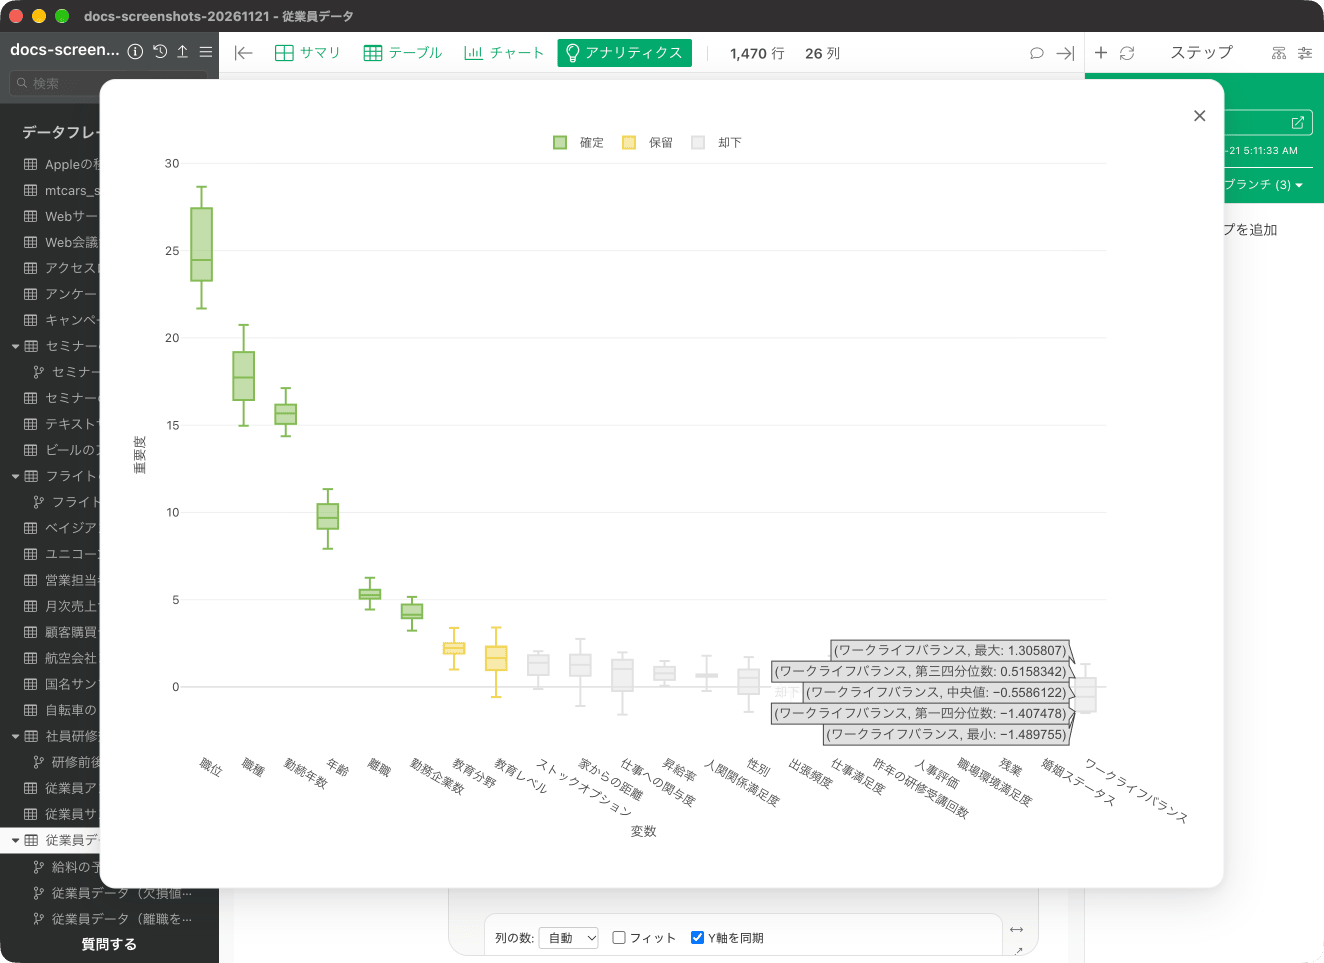 docs-screenshots-20261121 - 従業員データ
docs-screen...
サマリ
テーブル
チャート
アナリティクス
1,470 行
26 列
ステップ
検索
データフレー
Appleの
mtcars_s
Webサー
Web会議
アクセス
アンケー
キャンペ
セミナー
セミナー
セミナーの
テキスト
ビールの
フライト
フライト
ベイジア
ユニコー
営業担当
月次売上
顧客購買
航空会社
国名サン
自転車の
社員研修
研修前後
従業員ア
従業員サ
従業員デー
給料の予
従業員データ（欠損値…
従業員データ（離職を…
質問する
-21 5:11:33 AM
ブランチ (3)
プを追加
確定
保留
却下
30
25
20
15
10
5
0
重要度
(ワークライフバランス, 最大: 1.305807)
(ワークライフバランス, 第三四分位数: 0.5158342)
却下
(ワークライフバランス, 中央値: −0.5586122)
(ワークライフバランス, 第一四分位数: −1.407478)
(ワークライフバランス, 最小: −1.489755)
職位
職種
勤続年数
年齢
離職
勤務企業数
教育分野
教育レベル
ストックオプション
家からの距離
仕事への関与度
昇給率
人間関係満足度
性別
出張頻度
仕事満足度
昨年の研修受講回数
人事評価
職場環境満足度
残業
婚姻ステータス
ワークライフバランス
変数
列の数:
自動
フィット
Y軸を同期